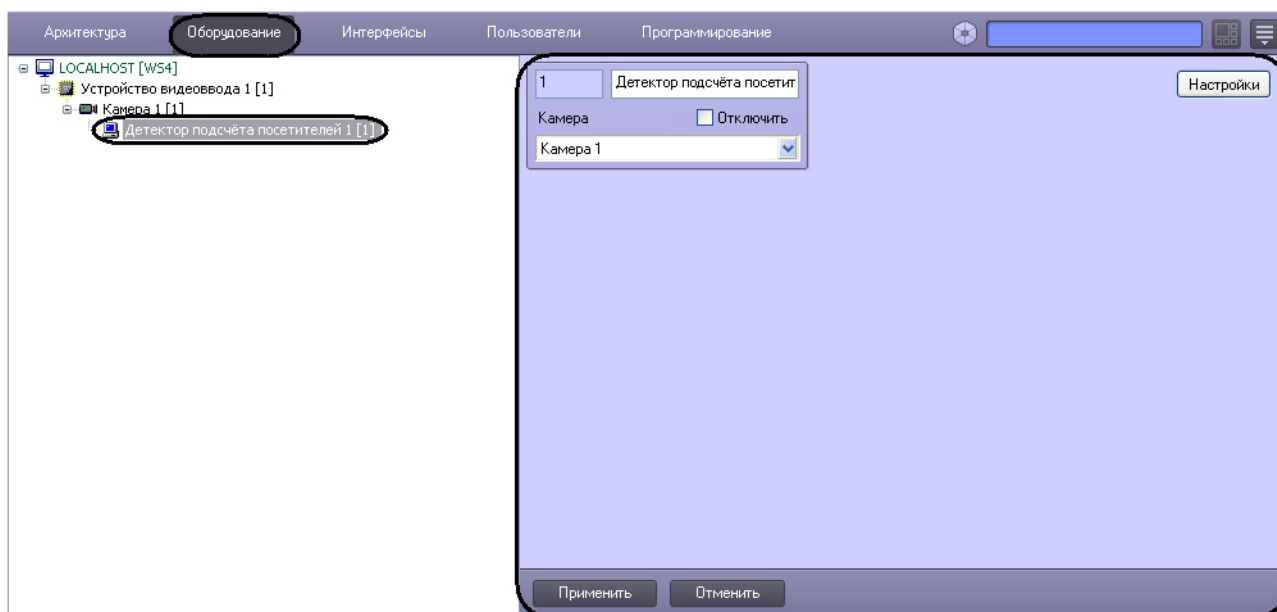 Архитектура Оборудование Интерфейсы Пользователи Программирование
LOCALHOST [WS4]
Устройство видеоввода 1 [1]
Камера 1 [1]
Детектор подсчёта посетителей 1 [1]
1 Детектор подсчёта посетит
Настройки
Камера Отключить
Камера 1
Применить Отменить